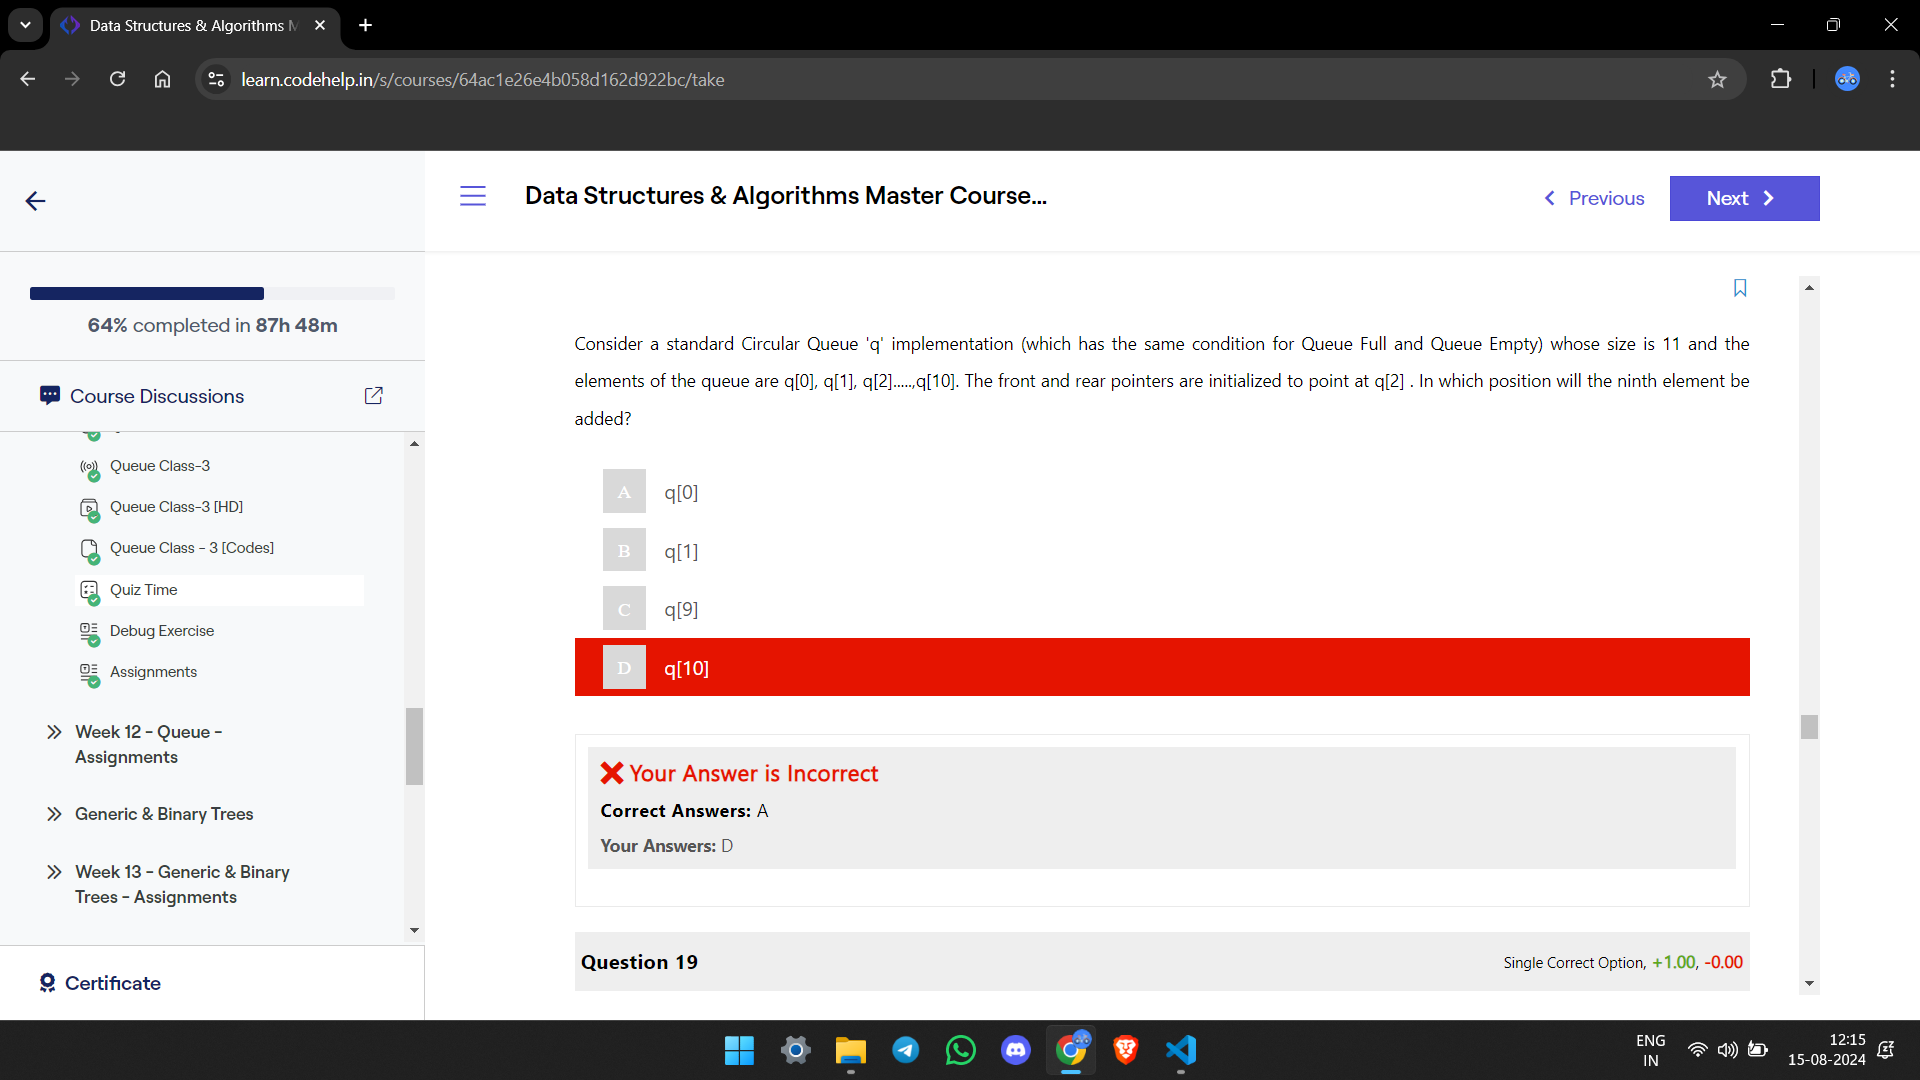 Data Structures & Algorithms M
learn.codehelp.in/s/courses/64ac1e26e4b058d162d922bc/take
Data Structures & Algorithms Master Course...
Previous
Next
64% completed in 87h 48m
Course Discussions
Queue Class-3
Queue Class-3 [HD]
Queue Class - 3 [Codes]
Quiz Time
Debug Exercise
Assignments
Week 12 - Queue -
Assignments
Generic & Binary Trees
Week 13 - Generic & Binary
Trees - Assignments
Certificate
Consider a standard Circular Queue 'q' implementation (which has the same condition for Queue Full and Queue Empty) whose size is 11 and the
elements of the queue are q[0], q[1], q[2].....,q[10]. The front and rear pointers are initialized to point at q[2] . In which position will the ninth element be
added?
A q[0]
B q[1]
C q[9]
D q[10]
Your Answer is Incorrect
Correct Answers: A
Your Answers: D
Question 19
Single Correct Option, +1.00, -0.00
ENG
IN
12:15
15-08-2024